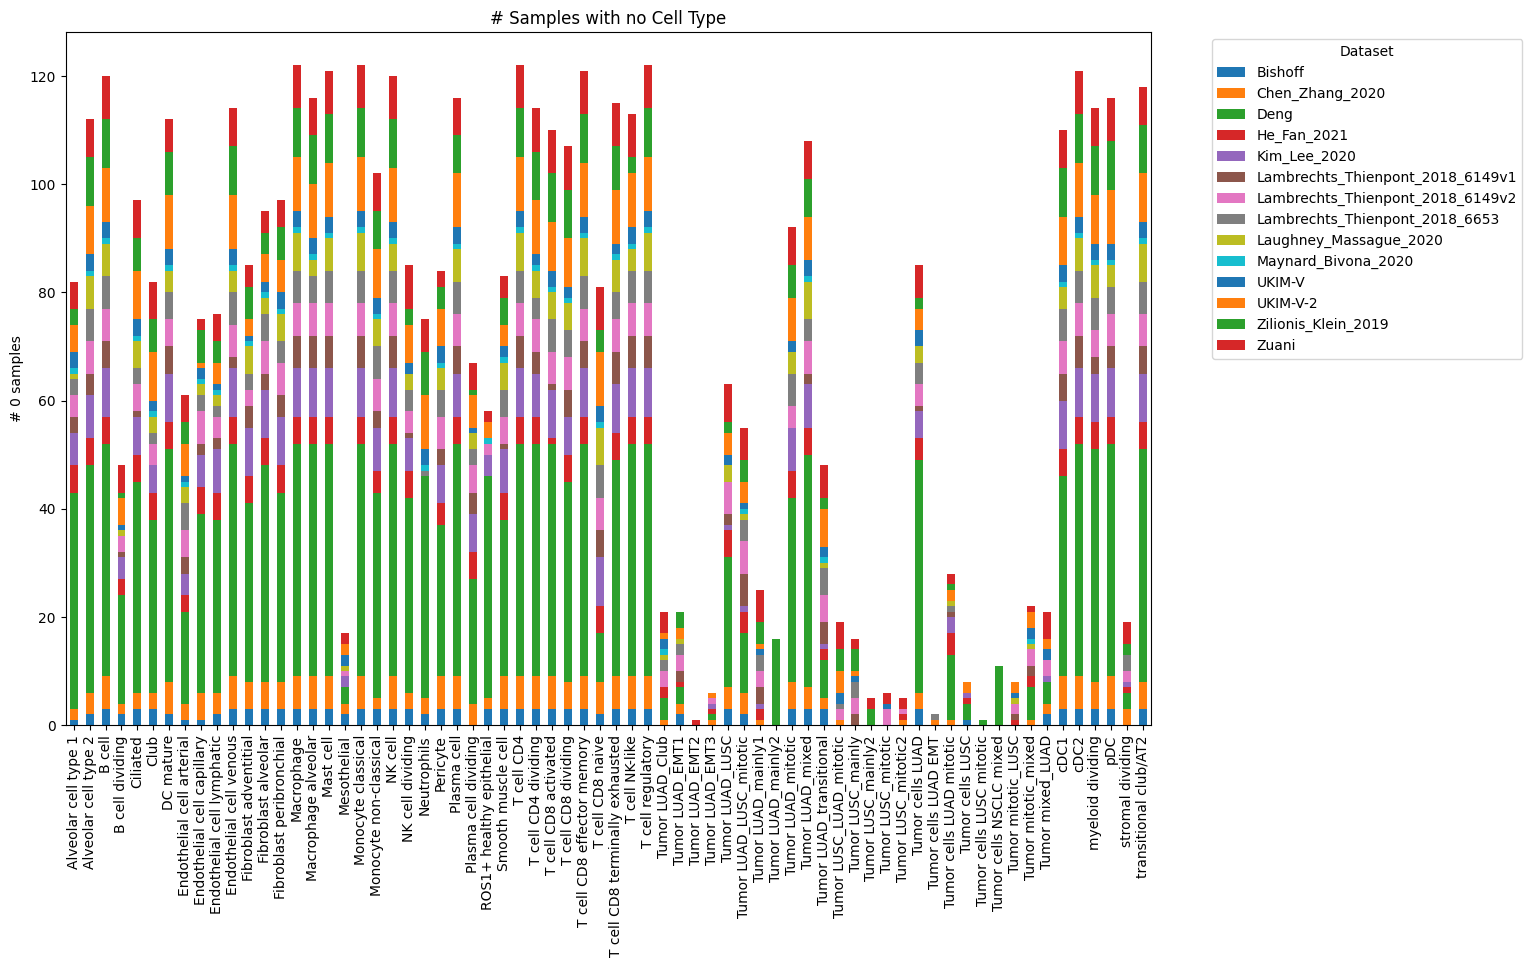 # Samples with no Cell Type
# 0 samples
120
100
80
60
40
20
0
Alveolar cell type 1
Alveolar cell type 2
B cell
B cell dividing
Ciliated
Club
DC mature
Endothelial cell arterial
Endothelial cell capillary
Endothelial cell lymphatic
Endothelial cell venous
Fibroblast adventitial
Fibroblast alveolar
Fibroblast peribronchial
Macrophage
Macrophage alveolar
Mast cell
Mesothelial
Monocyte classical
Monocyte non-classical
NK cell
NK cell dividing
Neutrophils
Pericyte
Plasma cell
Plasma cell dividing
ROS1+ healthy epithelial
Smooth muscle cell
T cell CD4
T cell CD4 dividing
T cell CD8 activated
T cell CD8 dividing
T cell CD8 effector memory
T cell CD8 naive
T cell CD8 terminally exhausted
T cell NK-like
T cell regulatory
Tumor LUAD_Club
Tumor LUAD_EMT1
Tumor LUAD_EMT2
Tumor LUAD_EMT3
Tumor LUAD_LUSC
Tumor LUAD_LUSC_mitotic
Tumor LUAD_mainly1
Tumor LUAD_mainly2
Tumor LUAD_mitotic
Tumor LUAD_mixed
Tumor LUAD_transitional
Tumor LUSC_LUAD_mitotic
Tumor LUSC_mainly
Tumor LUSC_mainly2
Tumor LUSC_mitotic
Tumor LUSC_mitotic2
Tumor cells LUAD
Tumor cells LUAD EMT
Tumor cells LUAD mitotic
Tumor cells LUSC
Tumor cells LUSC mitotic
Tumor cells NSCLC mixed
Tumor mitotic_LUSC
Tumor mitotic_mixed
Tumor mixed_LUAD
cDC1
cDC2
myeloid dividing
pDC
stromal dividing
transitional club/AT2
Dataset
Bishoff
Chen_Zhang_2020
Deng
He_Fan_2021
Kim_Lee_2020
Lambrechts_Thienpont_2018_6149v1
Lambrechts_Thienpont_2018_6149v2
Lambrechts_Thienpont_2018_6653
Laughney_Massague_2020
Maynard_Bivona_2020
UKIM-V
UKIM-V-2
Zilionis_Klein_2019
Zuani